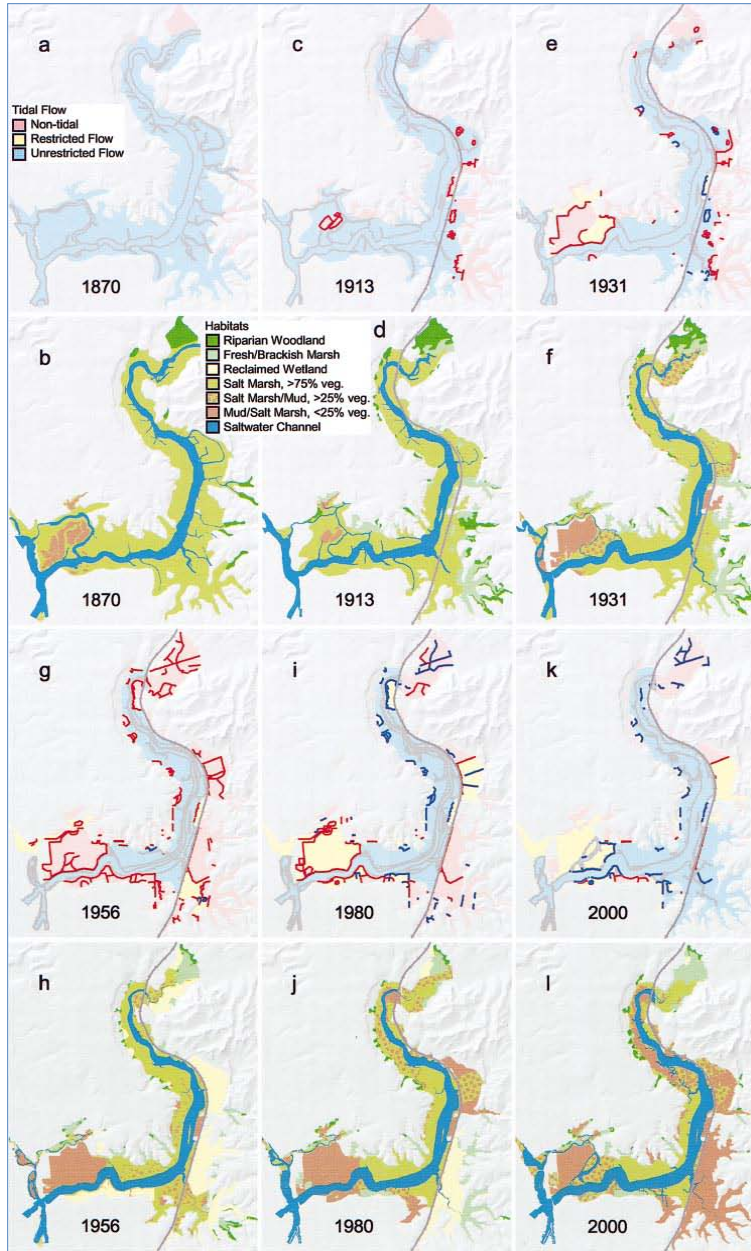 a
c
e
Tidal Flow
Non-tidal
Restricted Flow
Unrestricted Flow
1870
1913
1931
b
d
f
Habitats
Riparian Woodland
Fresh/Brackish Marsh
Reclaimed Wetland
Salt Marsh, >75% veg.
Salt Marsh/Mud, >25% veg.
Mud/Salt Marsh, <25% veg.
Saltwater Channel
1870
1913
1931
g
i
k
1956
1980
2000
h
j
l
1956
1980
2000